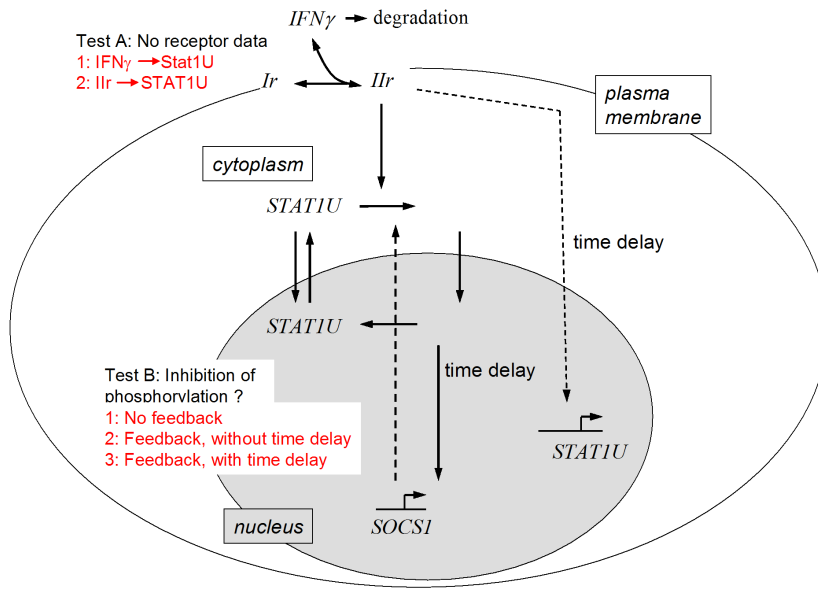 IFNγ → degradation
Test A: No receptor data
1: IFNγ → Stat1U
2: IIr → STAT1U
Ir
IIr
plasma
membrane
cytoplasm
STAT1U
time delay
STAT1U
time delay
Test B: Inhibition of
phosphorylation ?
1: No feedback
2: Feedback, without time delay
3: Feedback, with time delay
STAT1U
nucleus
SOCS1